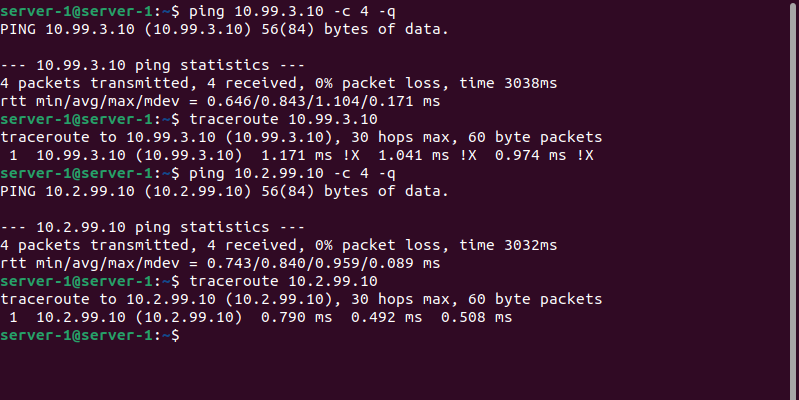 server-1@server-1:~$ ping 10.99.3.10 -c 4 -q
PING 10.99.3.10 (10.99.3.10) 56(84) bytes of data.

--- 10.99.3.10 ping statistics ---
4 packets transmitted, 4 received, 0% packet loss, time 3038ms
rtt min/avg/max/mdev = 0.646/0.843/1.104/0.171 ms
server-1@server-1:~$ traceroute 10.99.3.10
traceroute to 10.99.3.10 (10.99.3.10), 30 hops max, 60 byte packets
 1  10.99.3.10 (10.99.3.10)  1.171 ms !X  1.041 ms !X  0.974 ms !X
server-1@server-1:~$ ping 10.2.99.10 -c 4 -q
PING 10.2.99.10 (10.2.99.10) 56(84) bytes of data.

--- 10.2.99.10 ping statistics ---
4 packets transmitted, 4 received, 0% packet loss, time 3032ms
rtt min/avg/max/mdev = 0.743/0.840/0.959/0.089 ms
server-1@server-1:~$ traceroute 10.2.99.10
traceroute to 10.2.99.10 (10.2.99.10), 30 hops max, 60 byte packets
 1  10.2.99.10 (10.2.99.10)  0.790 ms  0.492 ms  0.508 ms
server-1@server-1:~$